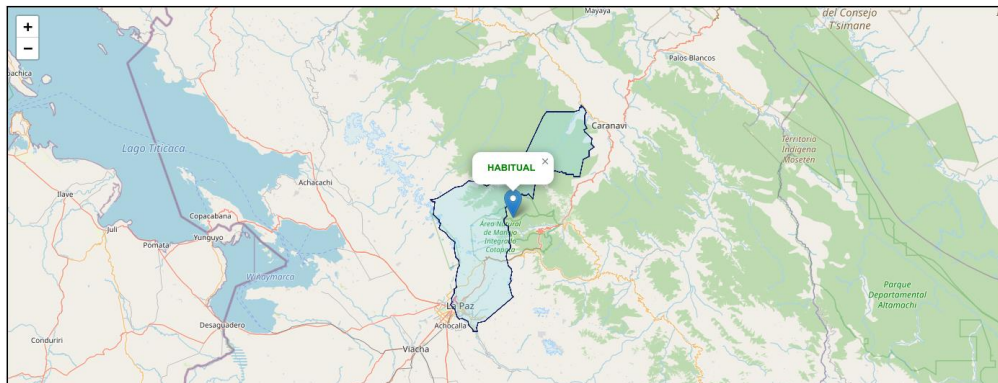 +
−
Mayaya
del Consejo
T'simane
Palos Blancos
Caranavi
Territorio
Indígena
Mosetén
Lago Titicaca
Achacachi
HABITUAL
×
Ilave
Juli
Pomata
Copacabana
Yunguyo
W. Aymarca
Área Natural
de Manejo
Integrado
Cotapata
La Paz
Achocalla
Viacha
Desaguadero
Conduriri
Parque
Departamental
Altamachi